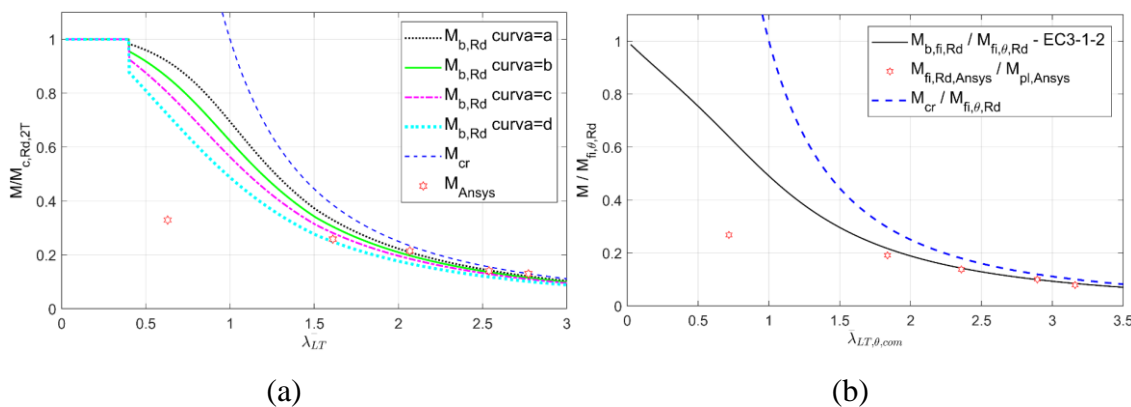 M/M_c,Rd,2T
1
0.8
0.6
0.4
0.2
0
0
0.5
1
1.5
2
2.5
3
λ̄_LT
M_b,Rd curva=a
M_b,Rd curva=b
M_b,Rd curva=c
M_b,Rd curva=d
M_cr
M_Ansys
(a)
M / M_fi,θ,Rd
1
0.8
0.6
0.4
0.2
0
0
0.5
1
1.5
2
2.5
3
3.5
λ̄_LT,θ,com
M_b,fi,Rd / M_fi,θ,Rd - EC3-1-2
M_fi,Rd,Ansys / M_pl,Ansys
M_cr / M_fi,θ,Rd
(b)